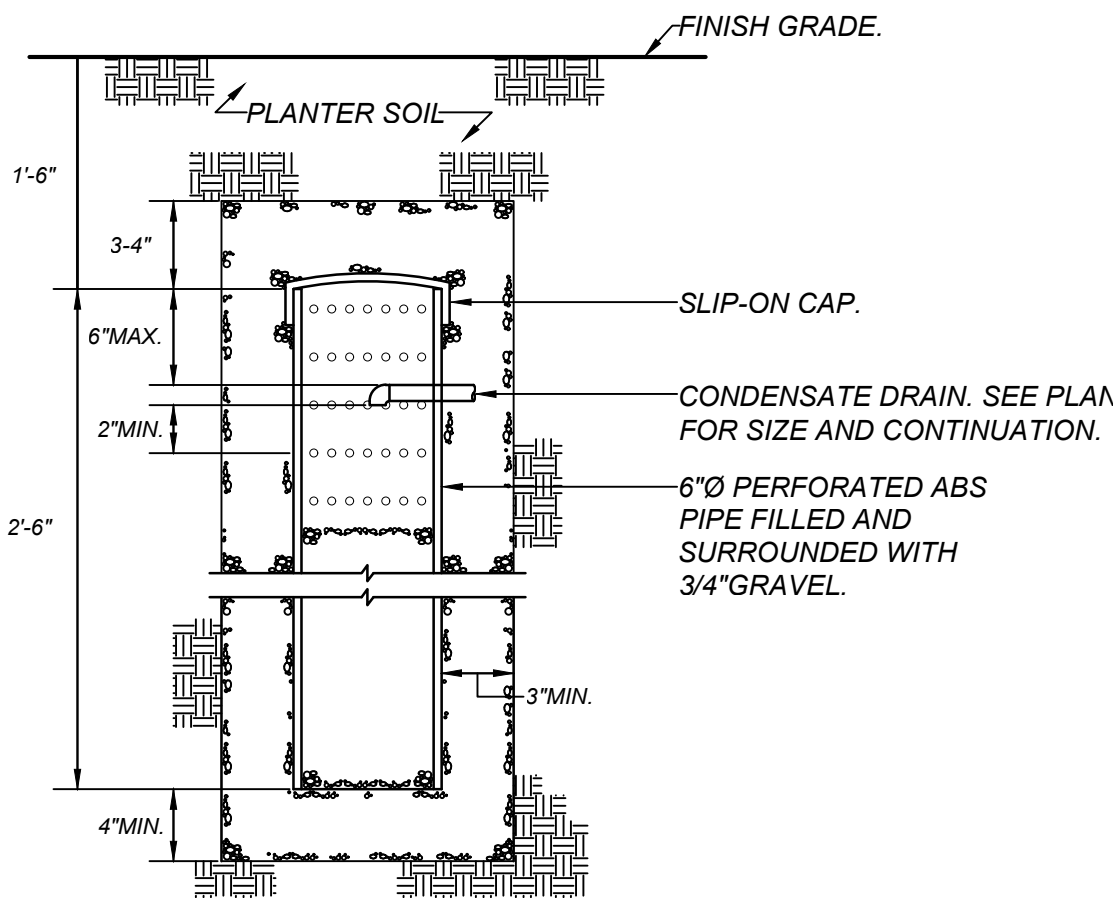 FINISH GRADE.
PLANTER SOIL
1'-6"
3-4"
SLIP-ON CAP.
6"MAX.
CONDENSATE DRAIN. SEE PLAN
FOR SIZE AND CONTINUATION.
2"MIN.
6"Ø PERFORATED ABS
PIPE FILLED AND
SURROUNDED WITH
3/4"GRAVEL.
2'-6"
3"MIN.
4"MIN.